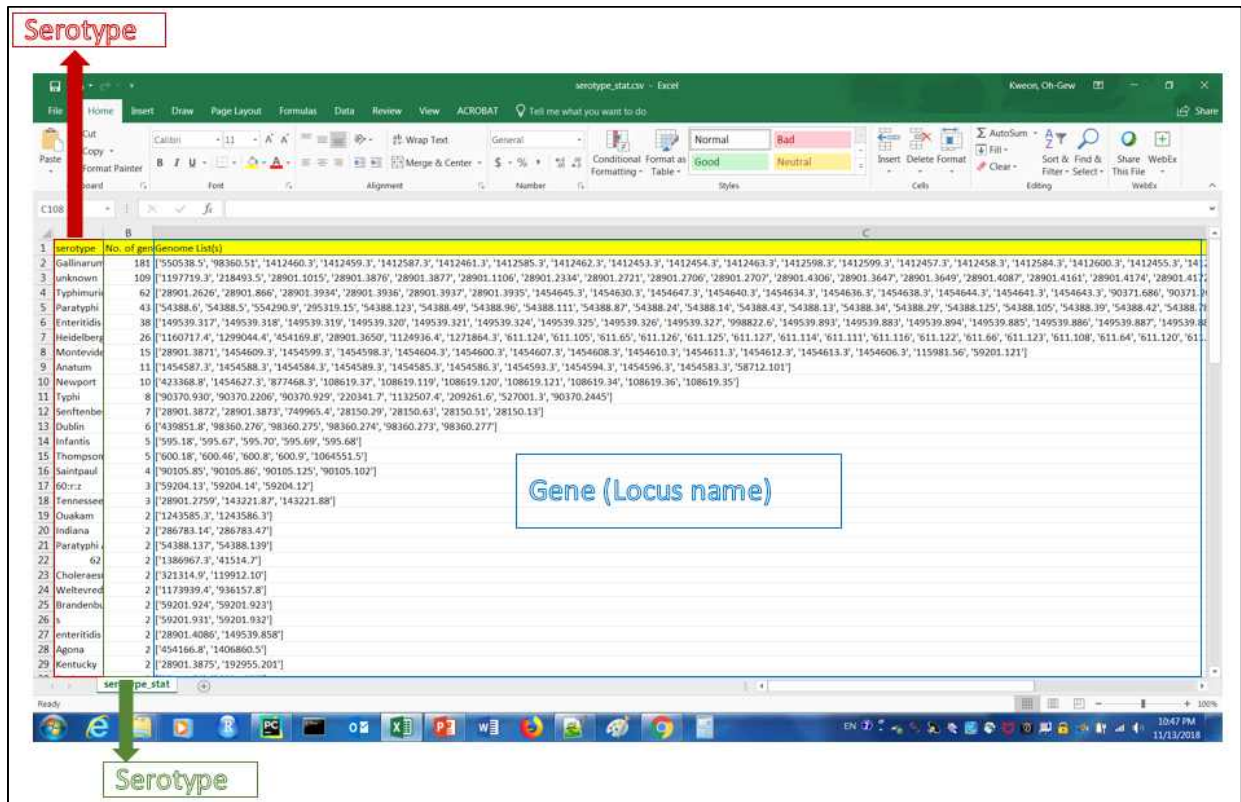 Serotype
serotype_stat.csv - Excel
Kweon, Oh-Gew
File Home Insert Draw Page Layout Formulas Data Review View ACROBAT Tell me what you want to do Share
Cut
Copy
Format Painter
Paste
Calibri 11
Wrap Text
Merge & Center
General
Conditional Formatting
Format as Table
Normal Bad
Good Neutral
Insert Delete Format
AutoSum
Fill
Clear
Sort & Filter
Find & Select
Share This File
WebEx
Font Alignment Number Styles Cells Editing WebEx
C108
B C
1 serotype No. of gen Genome List(s)
2 Gallinarum 181 ['550538.5', '98360.51', '1412460.3', '1412459.3', '1412587.3', '1412461.3', '1412585.3', '1412462.3', '1412453.3', '1412454.3', '1412463.3', '1412598.3', '1412599.3', '1412457.3', '1412458.3', '1412584.3', '1412600.3', '1412455.3',
3 unknown 109 ['1197719.3', '218493.5', '28901.1015', '28901.3876', '28901.3877', '28901.1106', '28901.2334', '28901.2721', '28901.2706', '28901.2707', '28901.4306', '28901.3647', '28901.3649', '28901.4087', '28901.4161', '28901.4174',
4 Typhimuri 62 ['28901.2626', '28901.866', '28901.3934', '28901.3936', '28901.3937', '28901.3935', '1454645.3', '1454630.3', '1454647.3', '1454640.3', '1454634.3', '1454636.3', '1454638.3', '1454644.3', '1454641.3', '1454643.3', '90371.686',
5 Paratyphi 43 ['54388.6', '54388.5', '554290.9', '295319.15', '54388.123', '54388.49', '54388.96', '54388.111', '54388.87', '54388.24', '54388.14', '54388.43', '54388.13', '54388.34', '54388.29', '54388.125', '54388.105', '54388.39', '54388.42',
6 Enteritidis 38 ['149539.317', '149539.318', '149539.319', '149539.320', '149539.321', '149539.324', '149539.325', '149539.326', '149539.327', '998822.6', '149539.893', '149539.883', '149539.894', '149539.885', '149539.886', '149539.887',
7 Heidelberg 26 ['1160717.4', '1299044.4', '454169.8', '28901.3650', '1124936.4', '1271864.3', '611.124', '611.105', '611.65', '611.126', '611.125', '611.127', '611.114', '611.111', '611.116', '611.122', '611.66', '611.123', '611.108', '611.64', '611.120',
8 Montevide 15 ['28901.3871', '1454609.3', '1454599.3', '1454598.3', '1454604.3', '1454600.3', '1454607.3', '1454608.3', '1454610.3', '1454611.3', '1454612.3', '1454613.3', '1454606.3', '115981.56', '59201.121']
9 Anatum 11 ['1454587.3', '1454588.3', '1454584.3', '1454589.3', '1454585.3', '1454586.3', '1454593.3', '1454594.3', '1454596.3', '1454583.3', '58712.101']
10 Newport 10 ['423368.8', '1454627.3', '877468.3', '108619.37', '108619.119', '108619.120', '108619.121', '108619.34', '108619.36', '108619.35']
11 Typhi 8 ['90370.930', '90370.2206', '90370.929', '220341.7', '1132507.4', '209261.6', '527001.3', '90370.2445']
12 Senftenbe 7 ['28901.3872', '28901.3873', '749965.4', '28150.29', '28150.63', '28150.51', '28150.13']
13 Dublin 6 ['439851.8', '98360.276', '98360.275', '98360.274', '98360.273', '98360.277']
14 Infantis 5 ['595.18', '595.67', '595.70', '595.69', '595.68']
15 Thompson 5 ['600.18', '600.46', '600.8', '600.9', '1064551.5']
16 Saintpaul 4 ['90105.85', '90105.86', '90105.125', '90105.102']
17 60:r:z 3 ['59204.13', '59204.14', '59204.12']
18 Tennessee 3 ['28901.2759', '143221.87', '143221.88']
19 Ouakam 2 ['1243585.3', '1243586.3']
20 Indiana 2 ['286783.14', '286783.47']
21 Paratyphi 2 ['54388.137', '54388.139']
22 62 2 ['1386967.3', '41514.7']
23 Choleraes 2 ['321314.9', '119912.10']
24 Weltevred 2 ['1173939.4', '936157.8']
25 Brandenbu 2 ['59201.924', '59201.923']
26 s 2 ['59201.931', '59201.932']
27 enteritidis 2 ['28901.4086', '149539.858']
28 Agona 2 ['454166.8', '1406860.5']
29 Kentucky 2 ['28901.3875', '192955.201']
Gene (Locus name)
Ready
100%
EN
10:47 PM
11/13/2018
Serotype